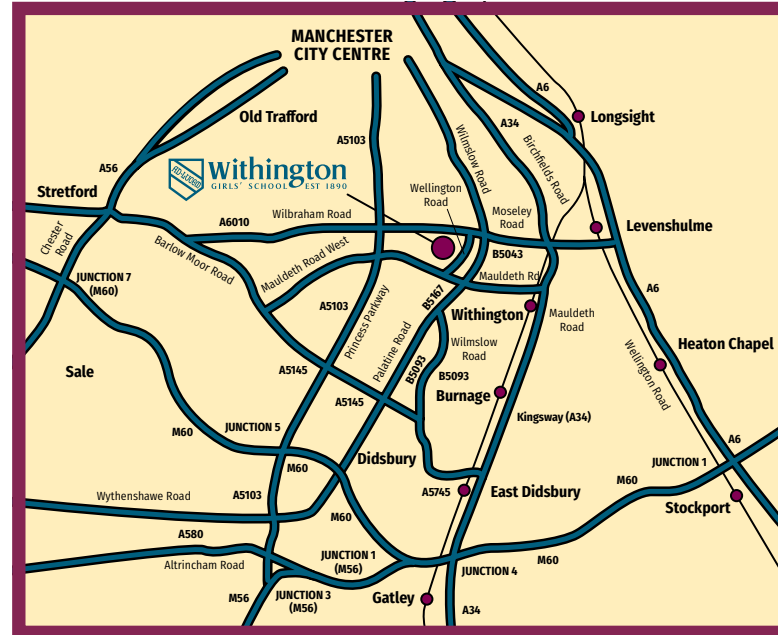 MANCHESTER
CITY CENTRE
A6
Longsight
Old Trafford
A5103
A34
Wilmslow Road
Birchfields Road
A56
AD LUCEM
Withington
GIRLS' SCHOOL EST 1890
Stretford
Wellington
Road
Moseley
Road
Levenshulme
A6010
Wilbraham Road
Chester
Road
Barlow Moor Road
Mauldeth Road West
B5043
Mauldeth Rd
JUNCTION 7
(M60)
A5103
Princess Parkway
B5167
Withington
Mauldeth
Road
A6
Heaton Chapel
Wellington Road
Sale
Palatine Road
Wilmslow
Road
A5145
B5093
B5093
A5145
Burnage
Kingsway (A34)
M60
JUNCTION 5
A6
M60
Didsbury
JUNCTION 1
Wythenshawe Road
A5103
A5745
East Didsbury
M60
Stockport
M60
A580
Altrincham Road
JUNCTION 1
(M56)
M60
JUNCTION 4
M56
JUNCTION 3
(M56)
Gatley
A34